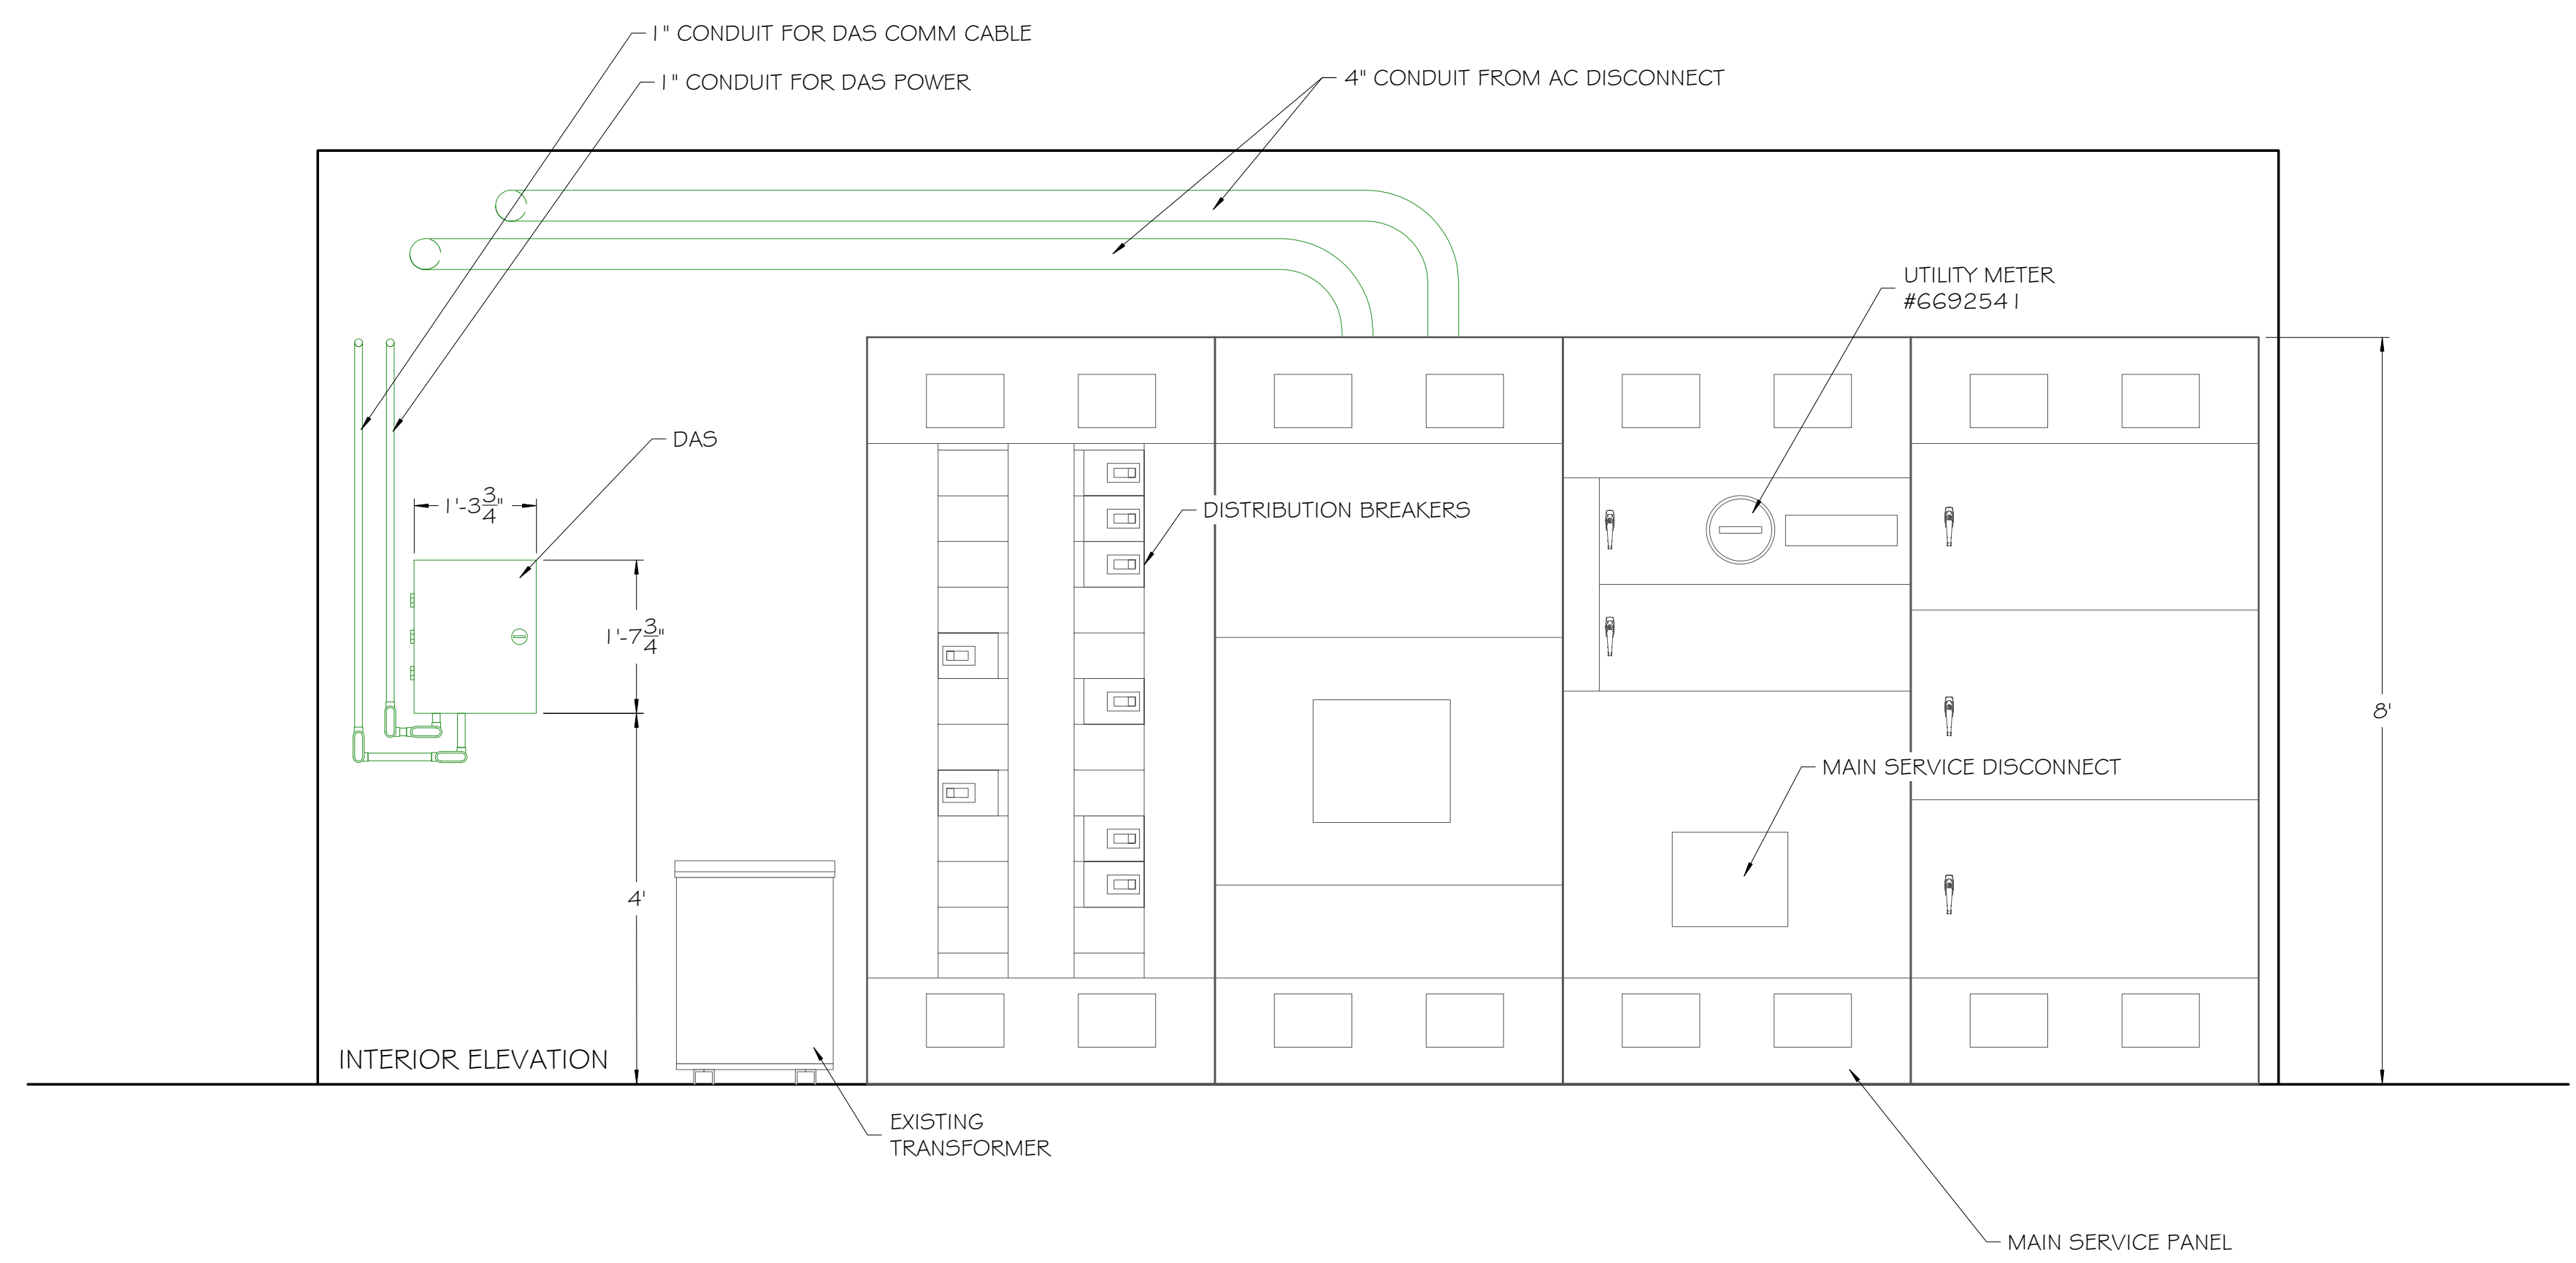 1" CONDUIT FOR DAS COMM CABLE
1" CONDUIT FOR DAS POWER
4" CONDUIT FROM AC DISCONNECT
UTILITY METER
#6692541
DAS
1'-3 3/4"
DISTRIBUTION BREAKERS
1'-7 3/4"
8'
MAIN SERVICE DISCONNECT
4'
INTERIOR ELEVATION
EXISTING
TRANSFORMER
MAIN SERVICE PANEL